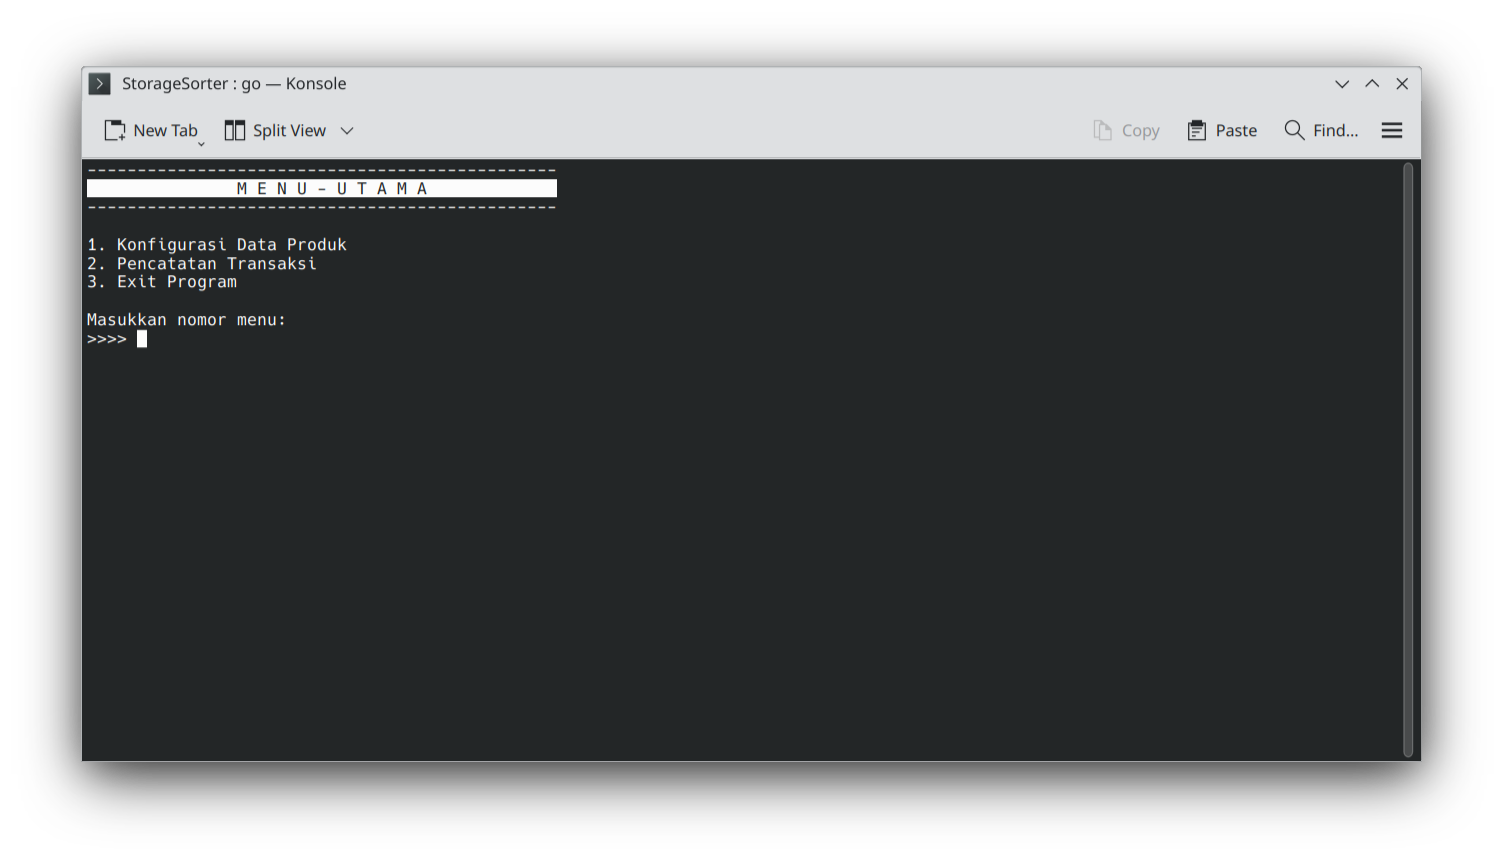 StorageSorter : go — Konsole
New Tab Split View Copy Paste Find...
-----------------------------------------------
M E N U - U T A M A
-----------------------------------------------
1. Konfigurasi Data Produk
2. Pencatatan Transaksi
3. Exit Program
Masukkan nomor menu:
>>>>